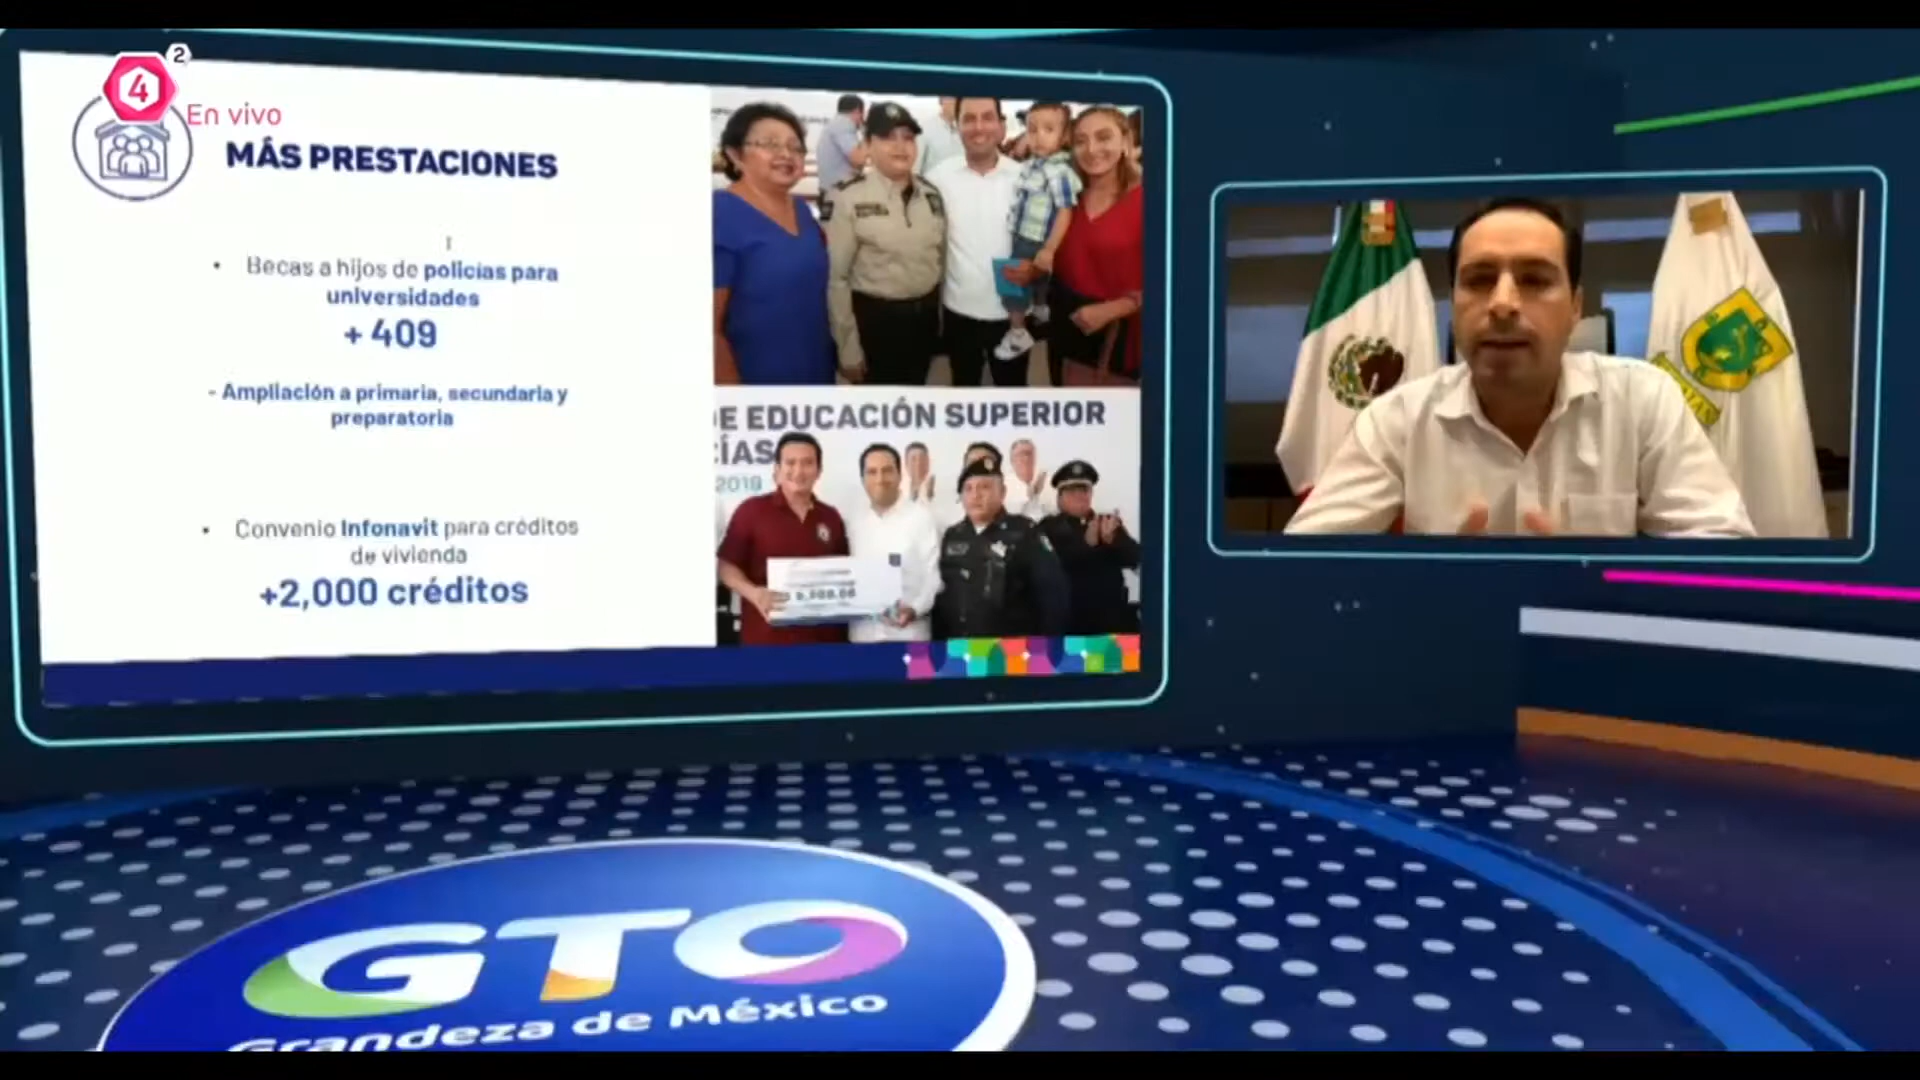 4
2
En vivo
MÁS PRESTACIONES
• Becas a hijos de policías para
universidades
+ 409
- Ampliación a primaria, secundaria y
preparatoria
• Convenio Infonavit para créditos
de vivienda
+2,000 créditos
DE EDUCACIÓN SUPERIOR
CÍAS
2019
GTO
Grandeza de México